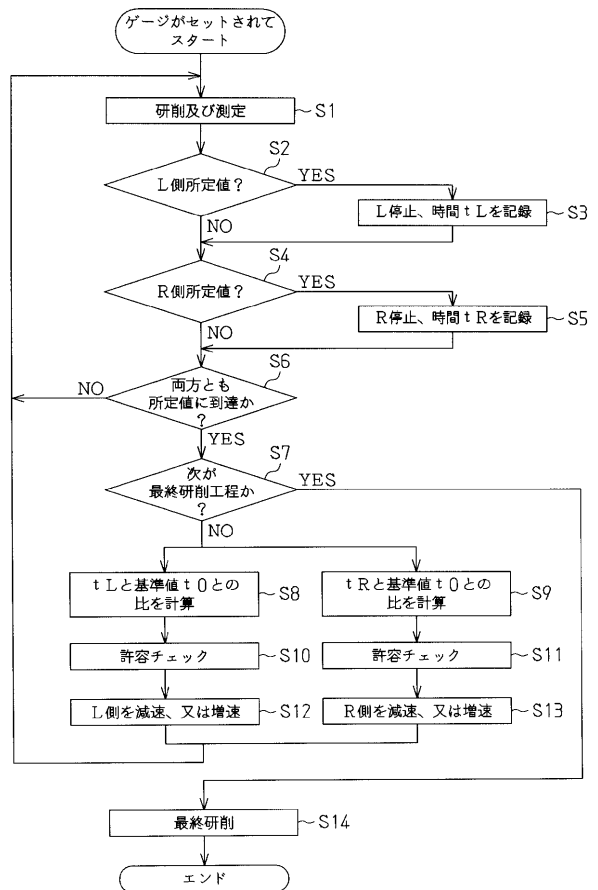 ゲージがセットされて
スタート
研削及び測定
S1
L側所定値？
S2
YES
NO
L停止、時間tLを記録
S3
R側所定値？
S4
YES
NO
R停止、時間tRを記録
S5
両方とも
所定値に到達か
？
S6
NO
YES
次が
最終研削工程か
？
S7
YES
NO
tLと基準値t0との
比を計算
S8
tRと基準値t0との
比を計算
S9
許容チェック
S10
許容チェック
S11
L側を減速、又は増速
S12
R側を減速、又は増速
S13
最終研削
S14
エンド